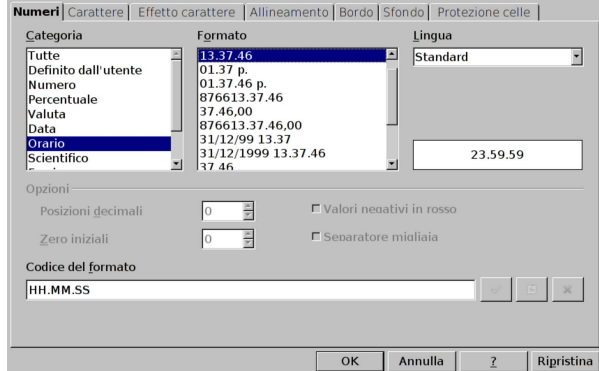 Numeri Carattere Effetto carattere Allineamento Bordo Sfondo Protezione celle
Categoria
Tutte
Definito dall'utente
Numero
Percentuale
Valuta
Data
Orario
Scientifico
Formato
13.37.46
01.37 p.
01.37.46 p.
876613.37.46
37.46,00
876613.37.46,00
31/12/99 13.37
31/12/1999 13.37.46
37.46
Lingua
Standard
23.59.59
Opzioni
Posizioni decimali 0
Valori negativi in rosso
Zero iniziali 0
Separatore migliaia
Codice del formato
HH.MM.SS
OK Annulla ? Ripristina